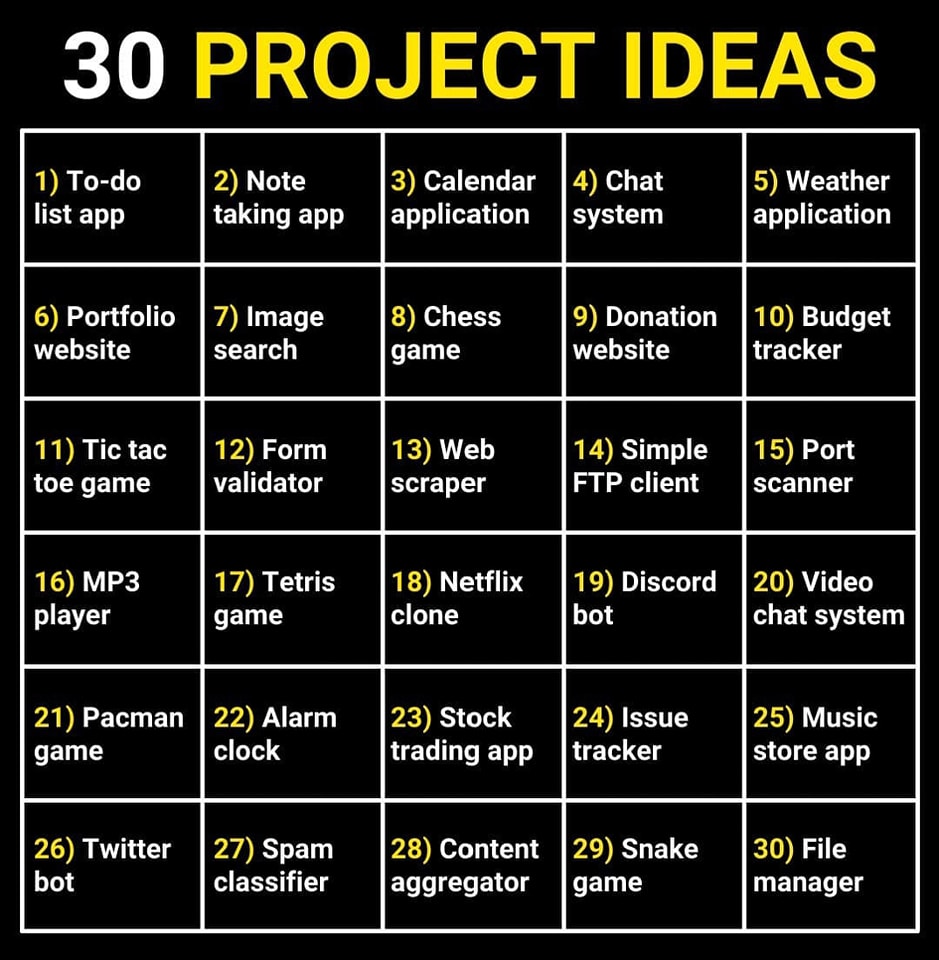 30 PROJECT IDEAS
1) To-do
list app
2) Note
taking app
3) Calendar
application
4) Chat
system
5) Weather
application
6) Portfolio
website
7) Image
search
8) Chess
game
9) Donation
website
10) Budget
tracker
11) Tic tac
toe game
12) Form
validator
13) Web
scraper
14) Simple
FTP client
15) Port
scanner
16) MP3
player
17) Tetris
game
18) Netflix
clone
19) Discord
bot
20) Video
chat system
21) Pacman
game
22) Alarm
clock
23) Stock
trading app
24) Issue
tracker
25) Music
store app
26) Twitter
bot
27) Spam
classifier
28) Content
aggregator
29) Snake
game
30) File
manager